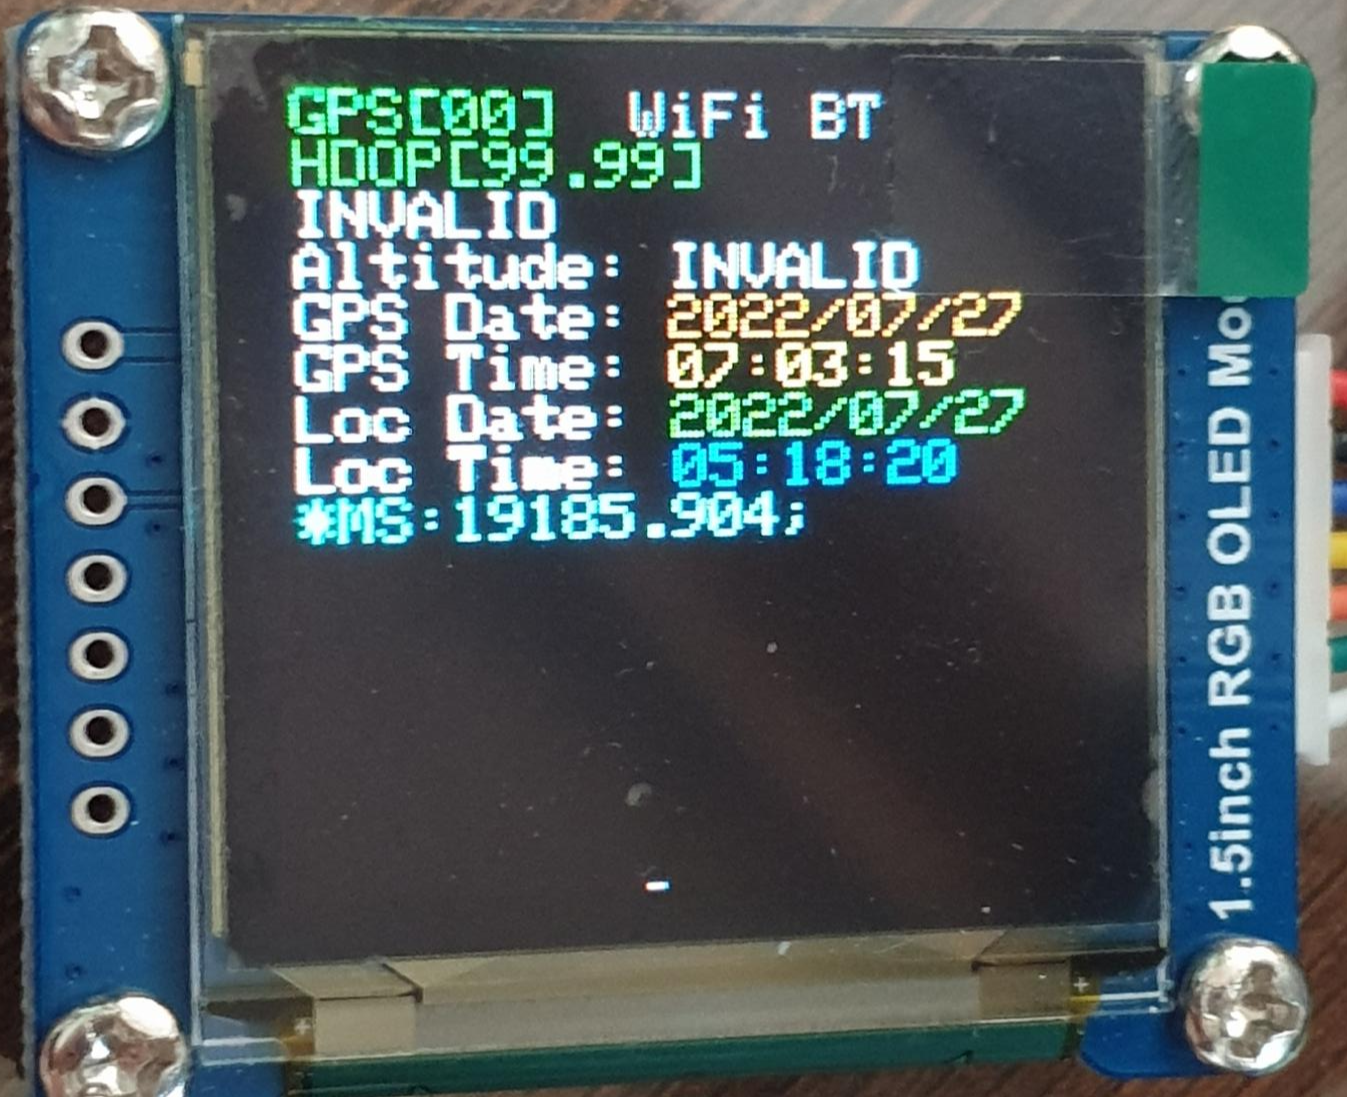 GPS[00] WiFi BT
HDOP[99.99]
INVALID
Altitude: INVALID
GPS Date: 2022/07/27
GPS Time: 07:03:15
Loc Date: 2022/07/27
Loc Time: 05:18:20
*MS:19185.904;
-
1.5inch RGB OLED Mo